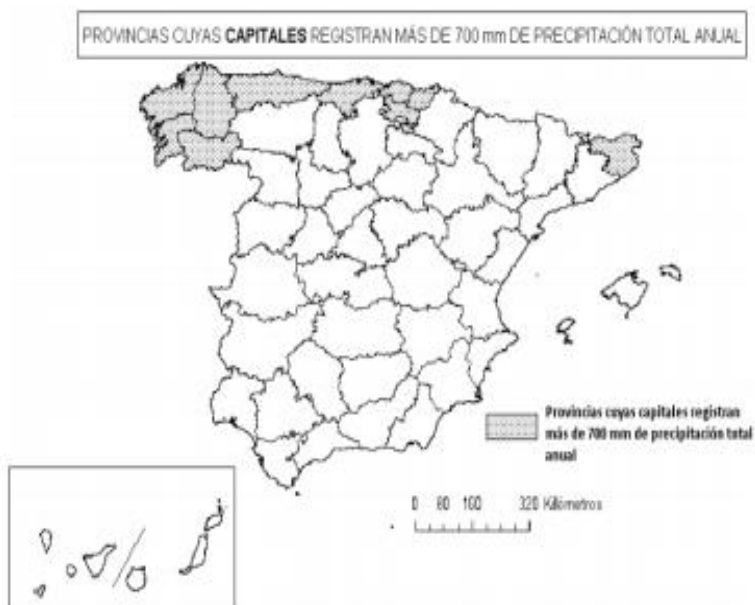 PROVINCIAS CUYAS CAPITALES REGISTRAN MÁS DE 700 mm DE PRECIPITACIÓN TOTAL ANUAL
Provincias cuyas capitales registran
más de 700 mm de precipitación total
anual
0 80 160 320 Kilómetros